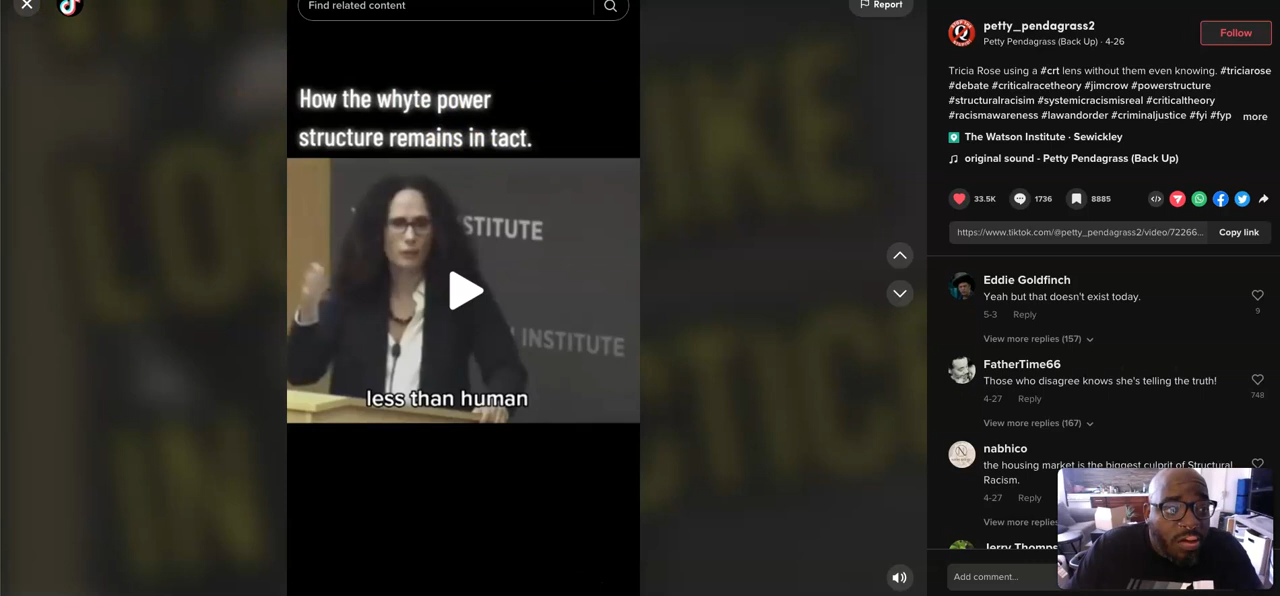 Find related content
Report
How the whyte power
structure remains in tact.
STITUTE
INSTITUTE
less than human
petty_pendagrass2
Petty Pendagrass (Back Up) · 4-26
Follow
Tricia Rose using a #crt lens without them even knowing. #triciarose
#debate #criticalracetheory #jimcrow #powerstructure
#structuralracisim #systemicracismisreal #criticaltheory
#racismawareness #lawandorder #criminaljustice #fyi #fyp more
The Watson Institute · Sewickley
original sound - Petty Pendagrass (Back Up)
33.5K 1736 8885
https://www.tiktok.com/@petty_pendagrass2/video/72266... Copy link
Eddie Goldfinch
Yeah but that doesn't exist today.
5-3 Reply
9
View more replies (157)
FatherTime66
Those who disagree knows she's telling the truth!
4-27 Reply
748
View more replies (167)
nabhico
the housing market is the biggest culprit of Structural
Racism.
4-27 Reply
View more replies
Jerry Thomps
Add comment...